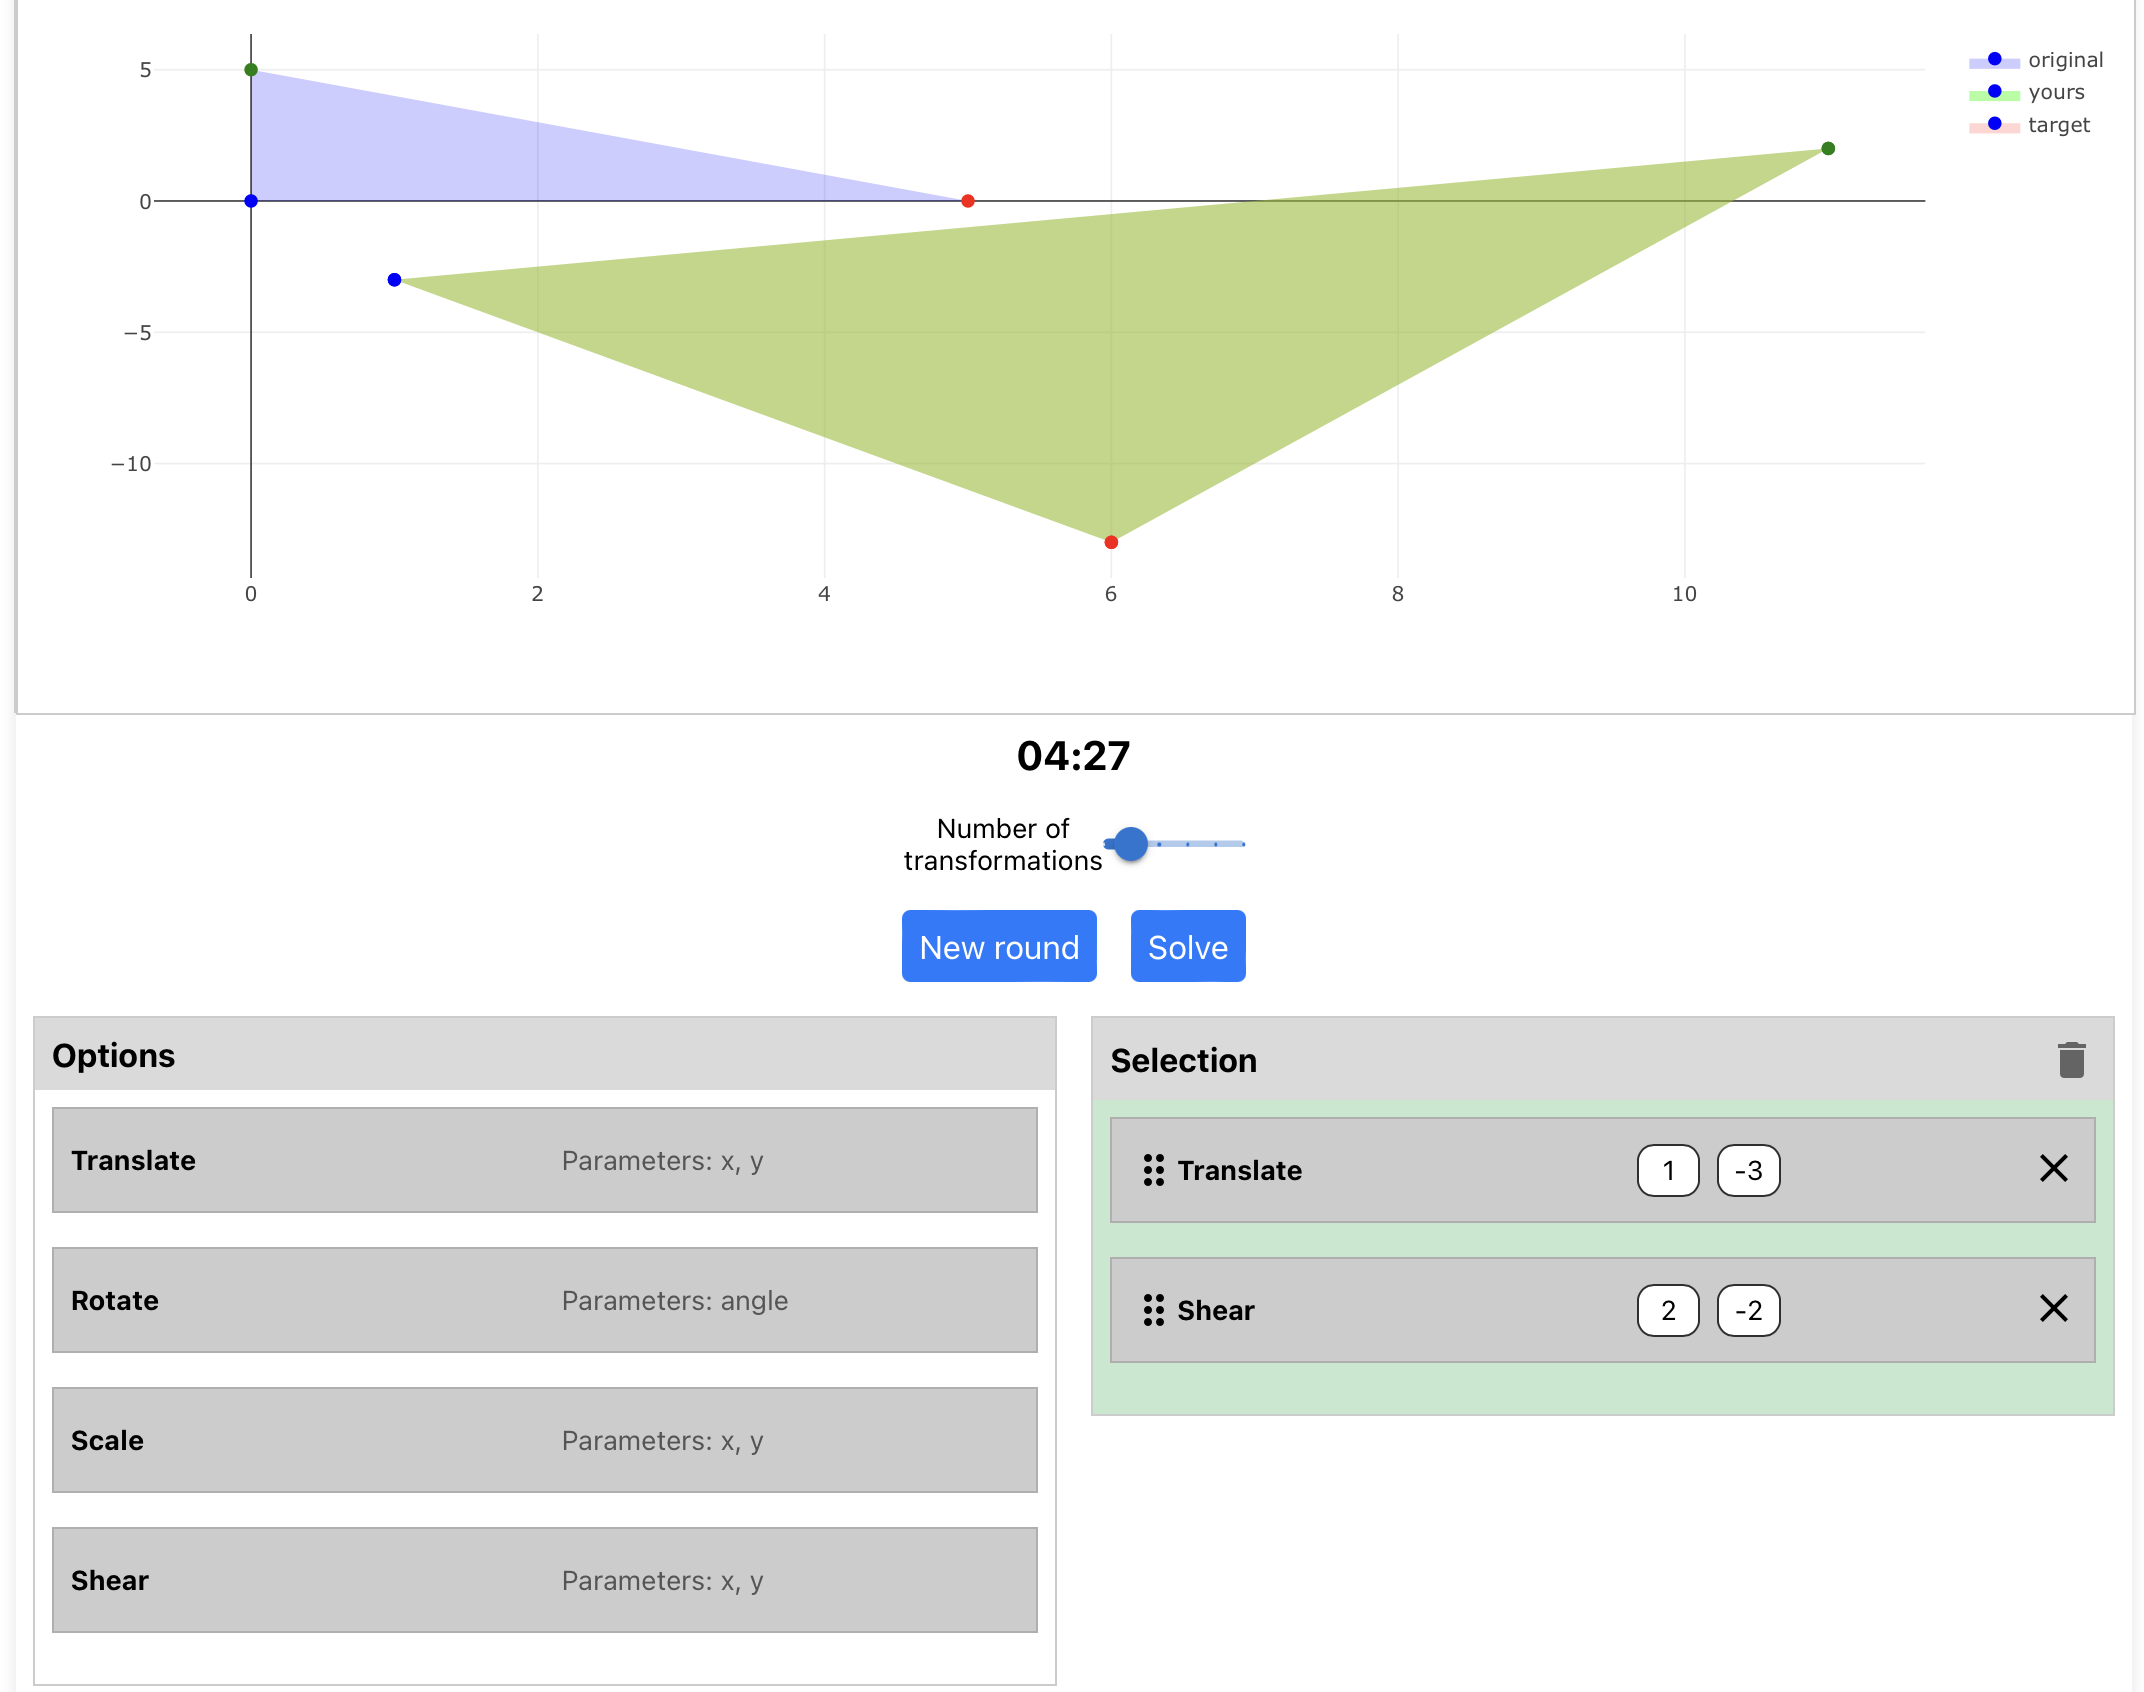 5
0
−5
−10
0 2 4 6 8 10
original
yours
target
04:27
Number of
transformations
New round Solve
Options
Translate Parameters: x, y
Rotate Parameters: angle
Scale Parameters: x, y
Shear Parameters: x, y
Selection
Translate 1 -3
Shear 2 -2